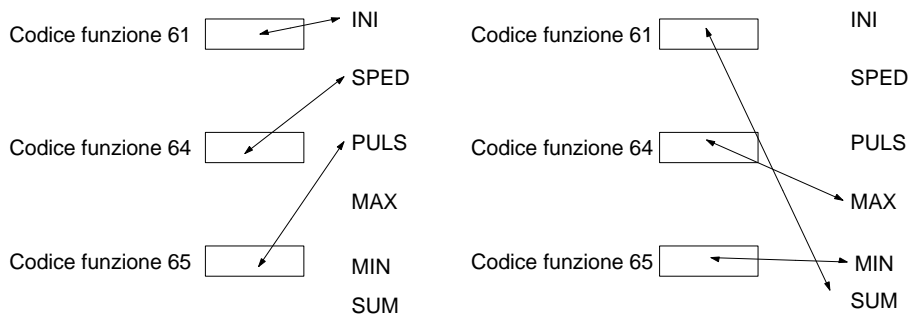 Codice funzione 61
INI
SPED
Codice funzione 64
PULS
MAX
Codice funzione 65
MIN
SUM
Codice funzione 61
INI
SPED
Codice funzione 64
PULS
MAX
Codice funzione 65
MIN
SUM